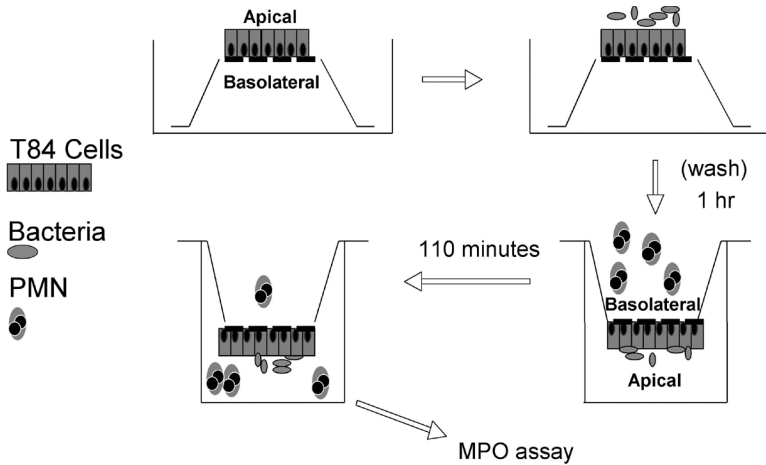 Apical
Basolateral
T84 Cells
Bacteria
PMN
(wash)
1 hr
110 minutes
Basolateral
Apical
MPO assay